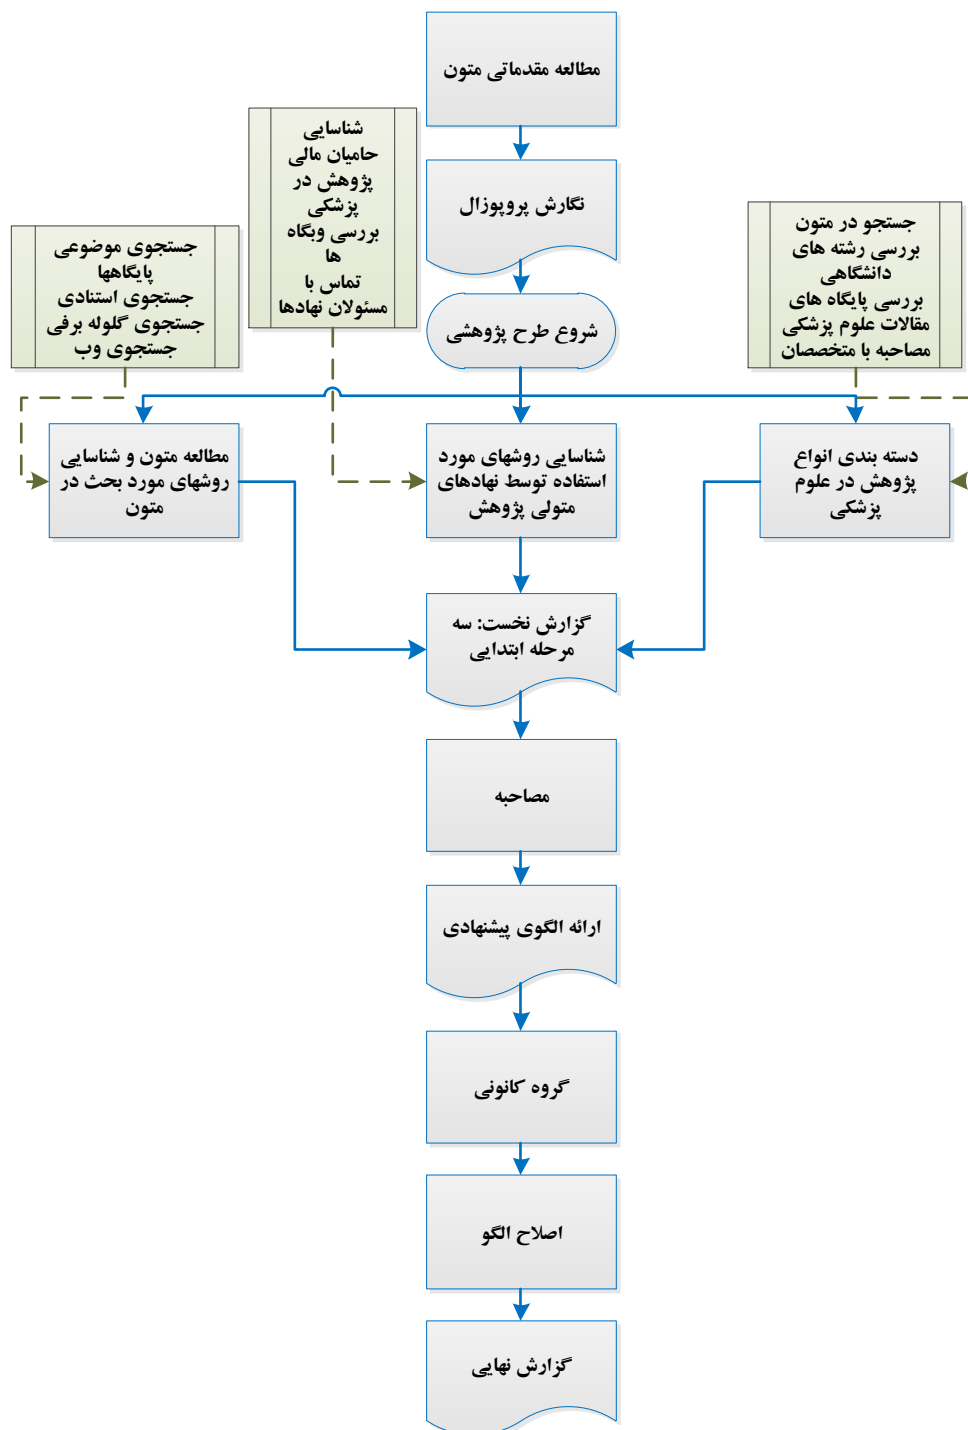 مطالعه مقدماتی متون
نگارش پروپوزال
شروع طرح پژوهشی
جستجو در متون
بررسی رشته های
دانشگاهی
بررسی پایگاه های
مقالات علوم پزشکی
مصاحبه با متخصصان
شناسایی
حامیان مالی
پژوهش در
پزشکی
بررسی وبگاه
ها
تماس با
مسئولان نهادها
جستجوی موضوعی
پایگاهها
جستجوی استنادی
جستجوی گلوله برفی
جستجوی وب
دسته بندی انواع
پژوهش در علوم
پزشکی
شناسایی روشهای مورد
استفاده توسط نهادهای
متولی پژوهش
مطالعه متون و شناسایی
روشهای مورد بحث در
متون
گزارش نخست: سه
مرحله ابتدایی
مصاحبه
ارائه الگوی پیشنهادی
گروه کانونی
اصلاح الگو
گزارش نهایی